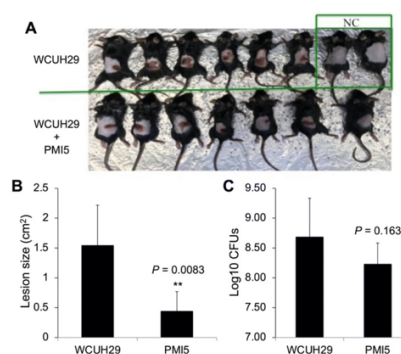 A
NC
WCUH29
WCUH29
+
PMI5
B
2.5
2
1.5
1
0.5
0
Lesion size (cm²)
P = 0.0083
**
WCUH29
PMI5
C
9.50
9.00
8.50
8.00
7.50
7.00
Log10 CFUs
P = 0.163
WCUH29
PMI5